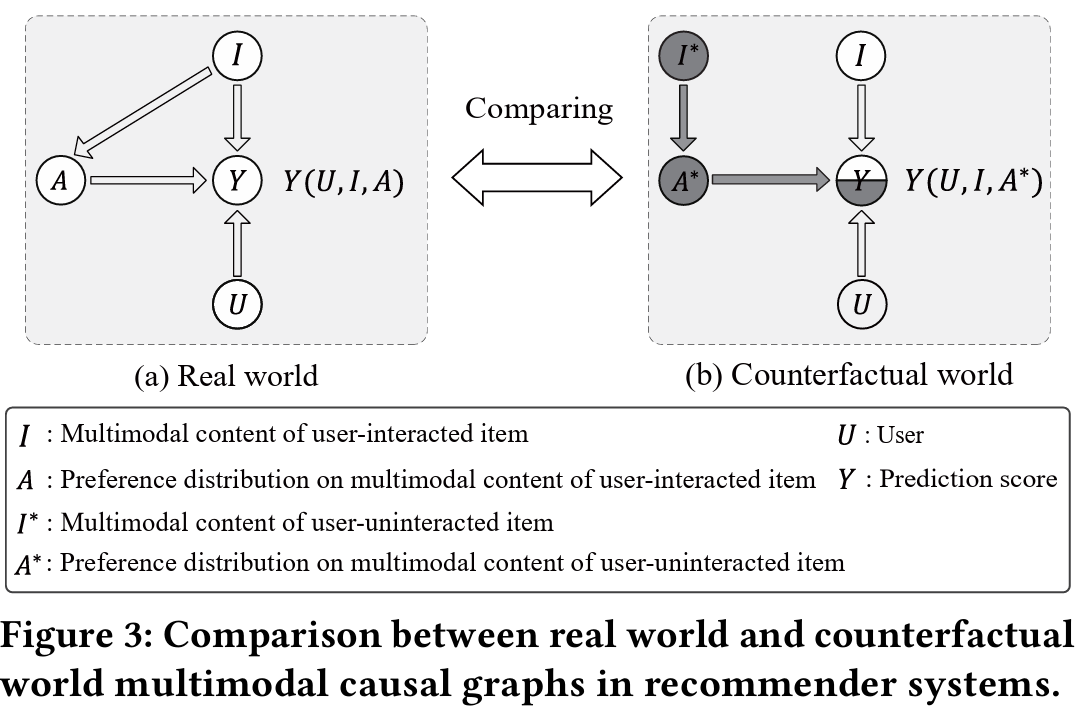 I
I*
I
Comparing
A
Y
Y(U, I, A)
A*
Y
Y(U, I, A*)
U
U
(a) Real world
(b) Counterfactual world
I : Multimodal content of user-interacted item
U : User
A : Preference distribution on multimodal content of user-interacted item
Y : Prediction score
I* : Multimodal content of user-uninteracted item
A* : Preference distribution on multimodal content of user-uninteracted item
Figure 3: Comparison between real world and counterfactual
world multimodal causal graphs in recommender systems.